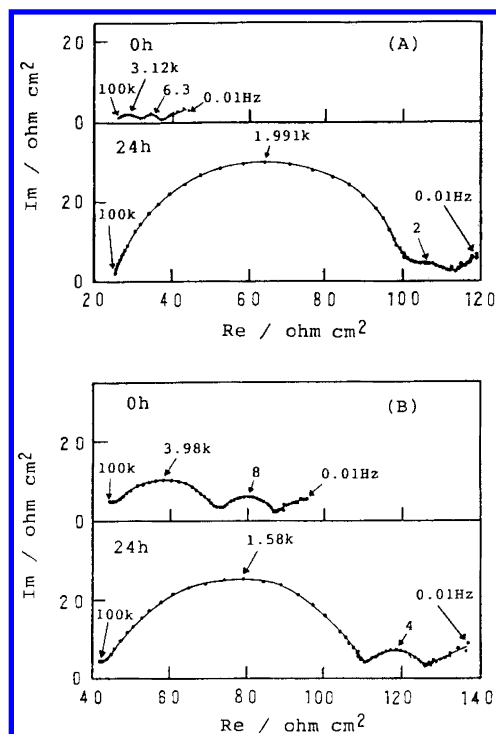 20
0h
(A)
3.12k
100k
6.3
0.01Hz
0
24h
1.991k
20
100k
2
0.01Hz
0
20 40 60 80 100 120
Im / ohm cm²
Re / ohm cm²
0h
(B)
20
3.98k
100k
8
0.01Hz
0
24h
1.58k
20
100k
4
0.01Hz
0
40 60 80 100 120 140
Im / ohm cm²
Re / ohm cm²